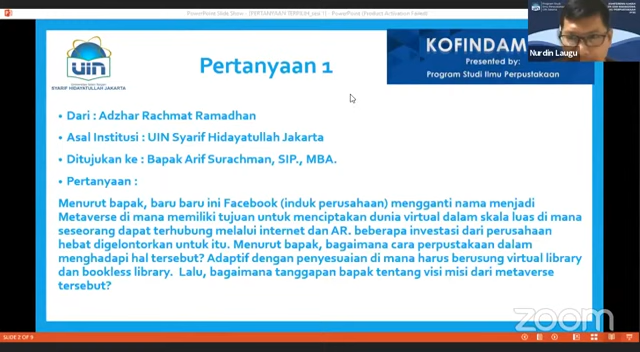 PowerPoint Slide Show - [PERTANYAAN TERPILIH_sesi 1] - PowerPoint (Product Activation Failed)
UIN
UIN SYARIF HIDAYATULLAH JAKARTA
Pertanyaan 1
KOFINDAM
Presented by:
Program Studi Ilmu Perpustakaan
Nurdin Laugu
• Dari : Adzhar Rachmat Ramadhan
• Asal Institusi : UIN Syarif Hidayatullah Jakarta
• Ditujukan ke : Bapak Arif Surachman, SIP., MBA.
• Pertanyaan :
Menurut bapak, baru baru ini Facebook (induk perusahaan) mengganti nama menjadi
Metaverse di mana memiliki tujuan untuk menciptakan dunia virtual dalam skala luas di mana
seseorang dapat terhubung melalui internet dan AR. beberapa investasi dari perusahaan
hebat digelontorkan untuk itu. Menurut bapak, bagaimana cara perpustakaan dalam
menghadapi hal tersebut? Adaptif dengan penyesuaian di mana harus berusung virtual library
dan bookless library. Lalu, bagaimana tanggapan bapak tentang visi misi dari metaverse
tersebut?
zoom
SLIDE 2 OF 9